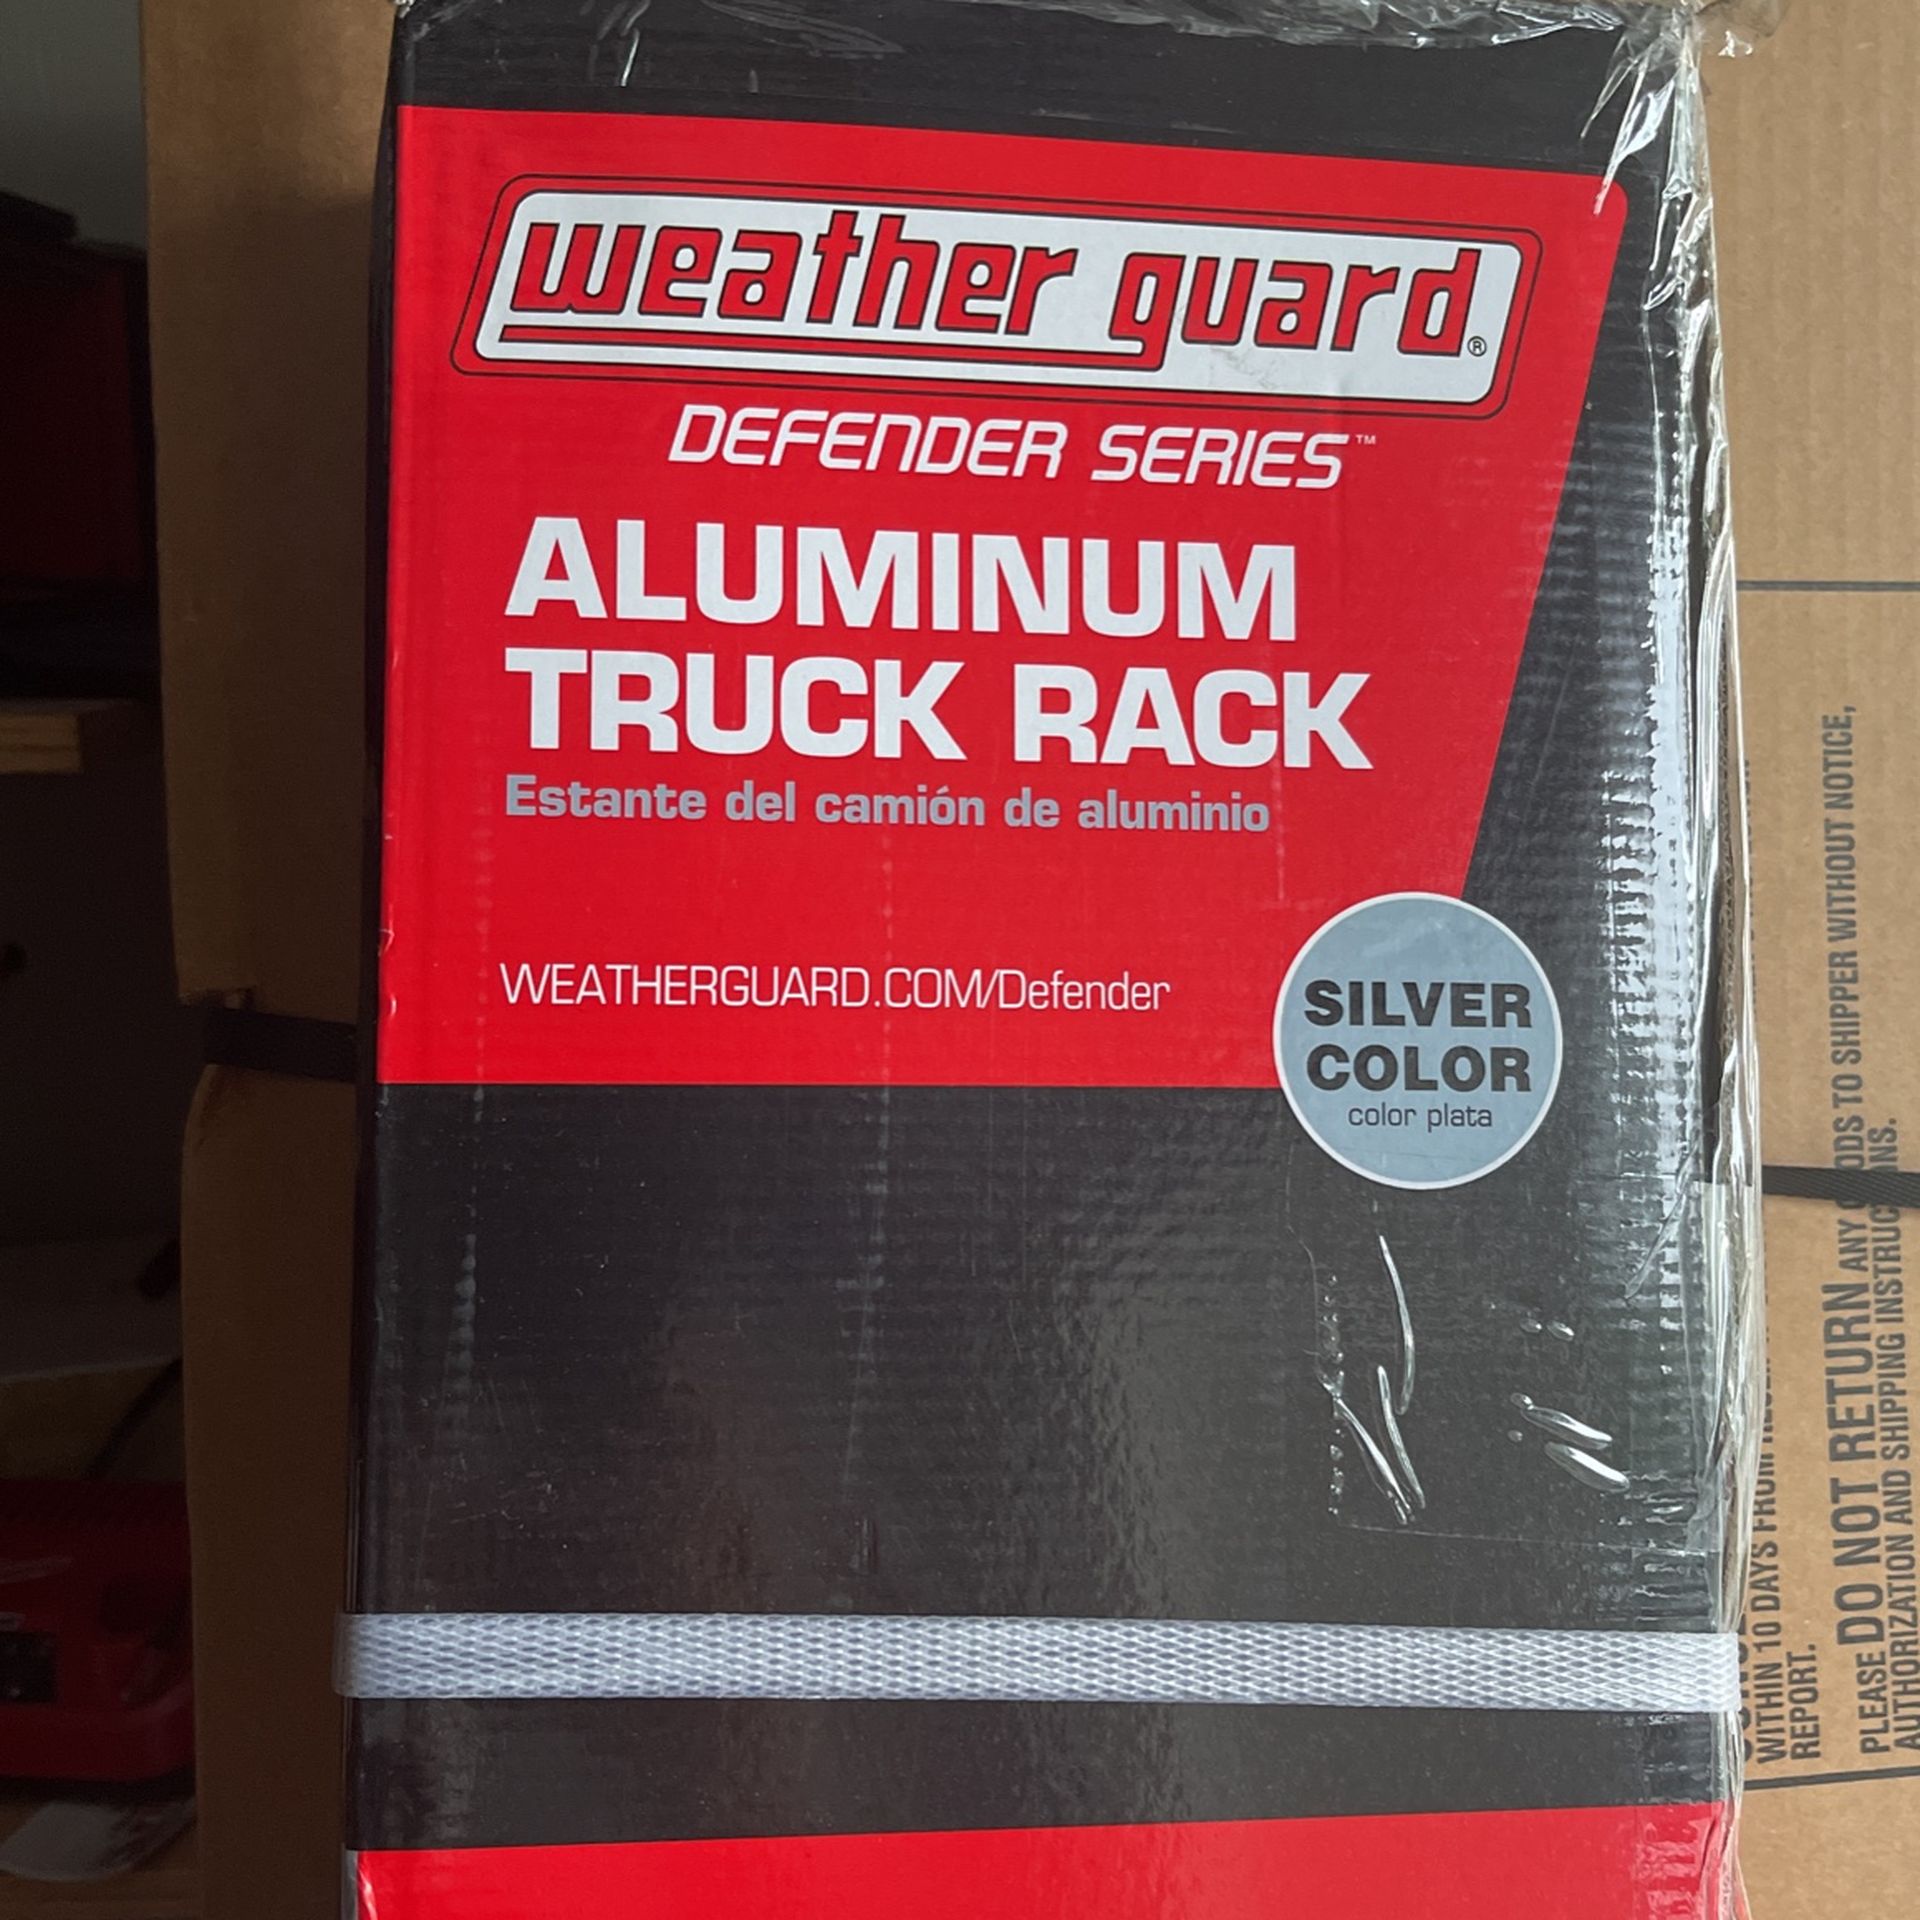 weather guard®
DEFENDER SERIES™
ALUMINUM
TRUCK RACK
Estante del camión de aluminio
WEATHERGUARD.COM/Defender
SILVER
COLOR
color plata
WITHIN 10 DAYS FROM
REPORT.
PLEASE DO NOT RETURN ANY GOODS TO SHIPPER WITHOUT NOTICE,
AUTHORIZATION AND SHIPPING INSTRUCTIONS.